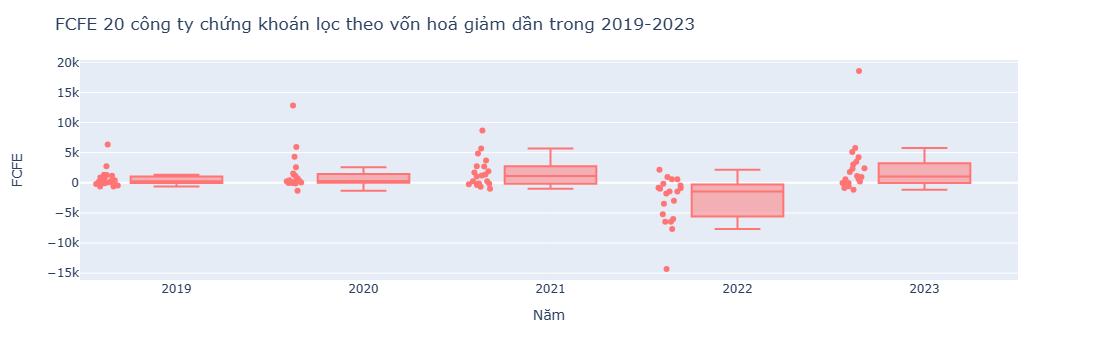 FCFE 20 công ty chứng khoán lọc theo vốn hoá giảm dần trong 2019-2023
20k
15k
10k
5k
0
−5k
−10k
−15k
FCFE
2019 2020 2021 2022 2023
Năm